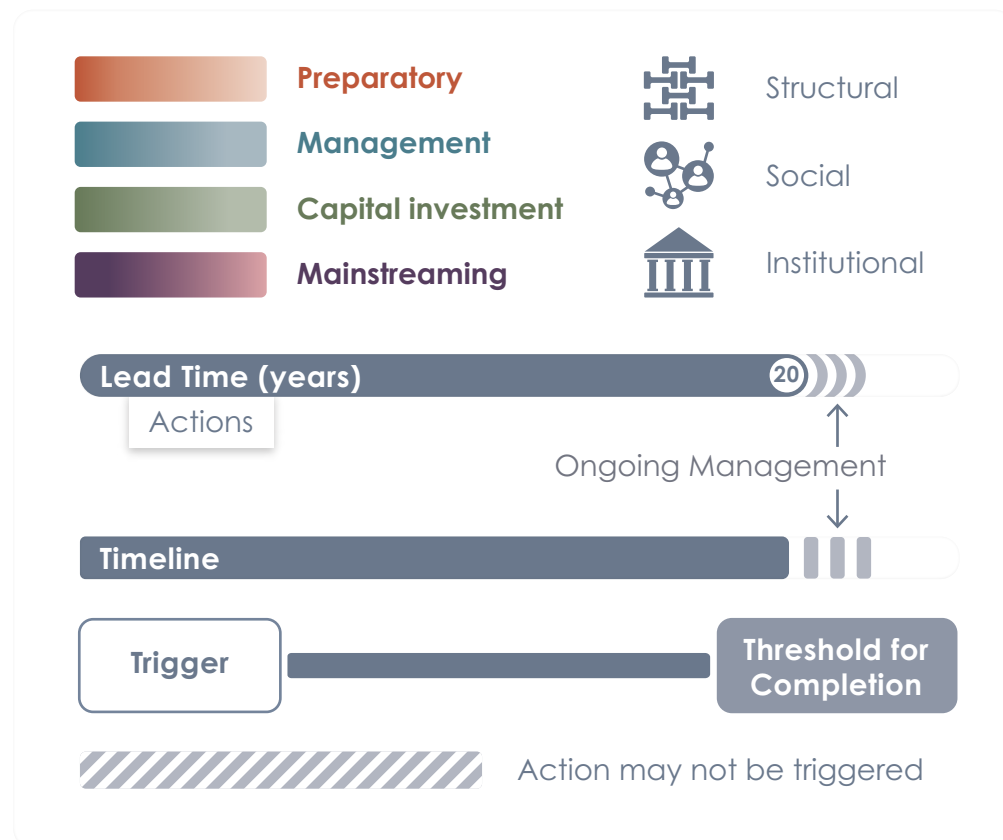 Preparatory
Management
Capital investment
Mainstreaming
Structural
Social
Institutional
Lead Time (years)
20
Actions
Ongoing Management
Timeline
Trigger
Threshold for
Completion
Action may not be triggered